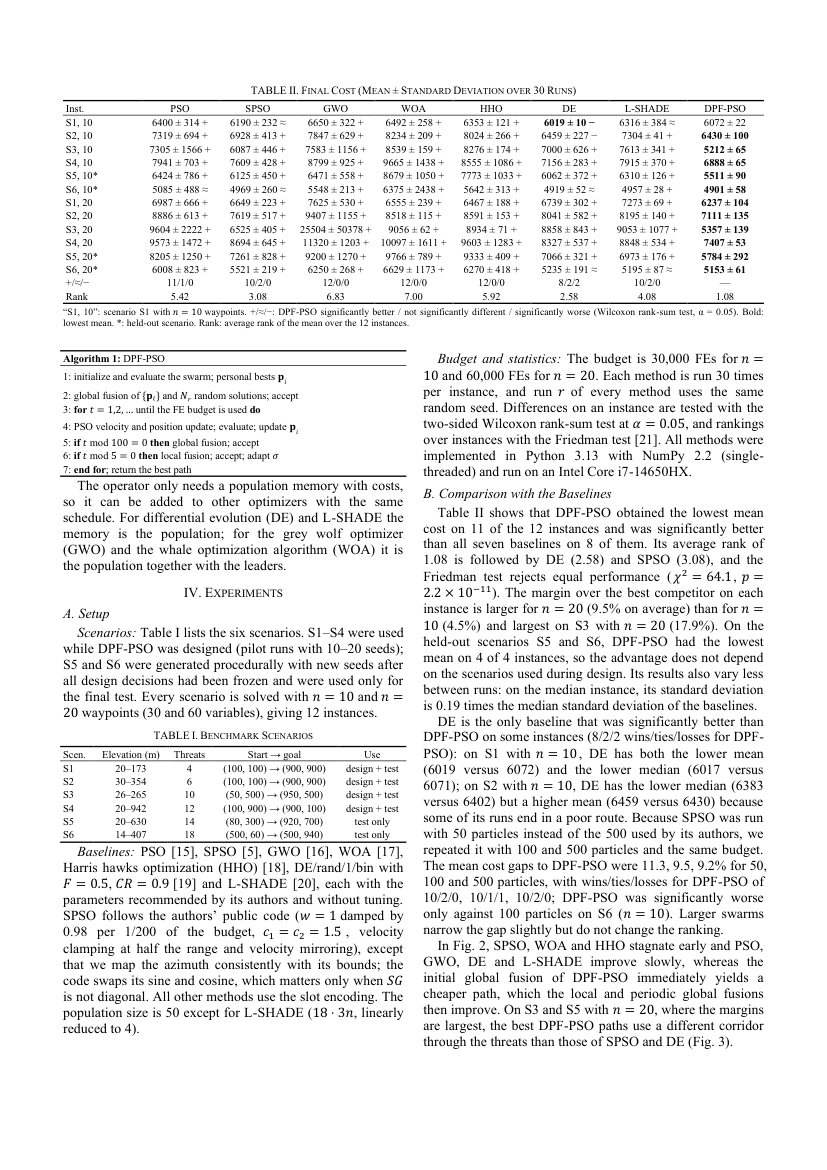 TABLE II. FINAL COST (MEAN ± STANDARD DEVIATION OVER 30 RUNS)
Inst. PSO SPSO GWO WOA HHO DE L-SHADE DPF-PSO
S1, 10 6400 ± 314 + 6190 ± 232 ≈ 6650 ± 322 + 6492 ± 258 + 6353 ± 121 + 6019 ± 10 − 6316 ± 384 ≈ 6072 ± 22
S2, 10 7319 ± 694 + 6928 ± 413 + 7847 ± 629 + 8234 ± 209 + 8024 ± 266 + 6459 ± 227 − 7304 ± 41 + 6430 ± 100
S3, 10 7305 ± 1566 + 6087 ± 446 + 7583 ± 1156 + 8539 ± 159 + 8276 ± 174 + 7000 ± 626 + 7613 ± 341 + 5212 ± 65
S4, 10 7941 ± 703 + 7609 ± 428 + 8799 ± 925 + 9665 ± 1438 + 8555 ± 1086 + 7156 ± 283 + 7915 ± 370 + 6888 ± 65
S5, 10* 6424 ± 786 + 6125 ± 450 + 6471 ± 558 + 8679 ± 1050 + 7773 ± 1033 + 6062 ± 372 + 6310 ± 126 + 5511 ± 90
S6, 10* 5085 ± 488 ≈ 4969 ± 260 ≈ 5548 ± 213 + 6375 ± 2438 + 5642 ± 313 + 4919 ± 52 ≈ 4957 ± 28 + 4901 ± 58
S1, 20 6987 ± 666 + 6649 ± 223 + 7625 ± 530 + 6555 ± 239 + 6467 ± 188 + 6739 ± 302 + 7273 ± 69 + 6237 ± 104
S2, 20 8886 ± 613 + 7619 ± 517 + 9407 ± 1155 + 8518 ± 115 + 8591 ± 153 + 8041 ± 582 + 8195 ± 140 + 7111 ± 135
S3, 20 9604 ± 2222 + 6525 ± 405 + 25504 ± 50378 + 9056 ± 62 + 8934 ± 71 + 8858 ± 843 + 9053 ± 1077 + 5357 ± 139
S4, 20 9573 ± 1472 + 8694 ± 645 + 11320 ± 1203 + 10097 ± 1611 + 9603 ± 1283 + 8327 ± 537 + 8848 ± 534 + 7407 ± 53
S5, 20* 8205 ± 1250 + 7261 ± 828 + 9200 ± 1270 + 9766 ± 789 + 9333 ± 409 + 7066 ± 321 + 6973 ± 176 + 5784 ± 292
S6, 20* 6008 ± 823 + 5521 ± 219 + 6250 ± 268 + 6629 ± 1173 + 6270 ± 418 + 5235 ± 191 ≈ 5195 ± 87 ≈ 5153 ± 61
+/≈/− 11/1/0 10/2/0 12/0/0 12/0/0 12/0/0 8/2/2 10/2/0 —
Rank 5.42 3.08 6.83 7.00 5.92 2.58 4.08 1.08
“S1, 10”: scenario S1 with n = 10 waypoints. +/≈/−: DPF-PSO significantly better / not significantly different / significantly worse (Wilcoxon rank-sum test, α = 0.05). Bold:
lowest mean. *: held-out scenario. Rank: average rank of the mean over the 12 instances.
Algorithm 1: DPF-PSO
1: initialize and evaluate the swarm; personal bests p_i
2: global fusion of {p_i} and N_r random solutions; accept
3: for t = 1,2, … until the FE budget is used do
4: PSO velocity and position update; evaluate; update p_i
5: if t mod 100 = 0 then global fusion; accept
6: if t mod 5 = 0 then local fusion; accept; adapt σ
7: end for; return the best path
The operator only needs a population memory with costs,
so it can be added to other optimizers with the same
schedule. For differential evolution (DE) and L-SHADE the
memory is the population; for the grey wolf optimizer
(GWO) and the whale optimization algorithm (WOA) it is
the population together with the leaders.
IV. EXPERIMENTS
A. Setup
Scenarios: Table I lists the six scenarios. S1–S4 were used
while DPF-PSO was designed (pilot runs with 10–20 seeds);
S5 and S6 were generated procedurally with new seeds after
all design decisions had been frozen and were used only for
the final test. Every scenario is solved with n = 10 and n =
20 waypoints (30 and 60 variables), giving 12 instances.
TABLE I. BENCHMARK SCENARIOS
Scen. Elevation (m) Threats Start → goal Use
S1 20–173 4 (100, 100) → (900, 900) design + test
S2 30–354 6 (100, 100) → (900, 900) design + test
S3 26–265 10 (50, 500) → (950, 500) design + test
S4 20–942 12 (100, 900) → (900, 100) design + test
S5 20–630 14 (80, 300) → (920, 700) test only
S6 14–407 18 (500, 60) → (500, 940) test only
Baselines: PSO [15], SPSO [5], GWO [16], WOA [17],
Harris hawks optimization (HHO) [18], DE/rand/1/bin with
F = 0.5, CR = 0.9 [19] and L-SHADE [20], each with the
parameters recommended by its authors and without tuning.
SPSO follows the authors’ public code (w = 1 damped by
0.98 per 1/200 of the budget, c₁ = c₂ = 1.5 , velocity
clamping at half the range and velocity mirroring), except
that we map the azimuth consistently with its bounds; the
code swaps its sine and cosine, which matters only when SG
is not diagonal. All other methods use the slot encoding. The
population size is 50 except for L-SHADE (18 · 3n, linearly
reduced to 4).
Budget and statistics: The budget is 30,000 FEs for n =
10 and 60,000 FEs for n = 20. Each method is run 30 times
per instance, and run r of every method uses the same
random seed. Differences on an instance are tested with the
two-sided Wilcoxon rank-sum test at α = 0.05, and rankings
over instances with the Friedman test [21]. All methods were
implemented in Python 3.13 with NumPy 2.2 (single-
threaded) and run on an Intel Core i7-14650HX.
B. Comparison with the Baselines
Table II shows that DPF-PSO obtained the lowest mean
cost on 11 of the 12 instances and was significantly better
than all seven baselines on 8 of them. Its average rank of
1.08 is followed by DE (2.58) and SPSO (3.08), and the
Friedman test rejects equal performance (χ² = 64.1, p =
2.2 × 10⁻¹¹). The margin over the best competitor on each
instance is larger for n = 20 (9.5% on average) than for n =
10 (4.5%) and largest on S3 with n = 20 (17.9%). On the
held-out scenarios S5 and S6, DPF-PSO had the lowest
mean on 4 of 4 instances, so the advantage does not depend
on the scenarios used during design. Its results also vary less
between runs: on the median instance, its standard deviation
is 0.19 times the median standard deviation of the baselines.
DE is the only baseline that was significantly better than
DPF-PSO on some instances (8/2/2 wins/ties/losses for DPF-
PSO): on S1 with n = 10, DE has both the lower mean
(6019 versus 6072) and the lower median (6017 versus
6071); on S2 with n = 10, DE has the lower median (6383
versus 6402) but a higher mean (6459 versus 6430) because
some of its runs end in a poor route. Because SPSO was run
with 50 particles instead of the 500 used by its authors, we
repeated it with 100 and 500 particles and the same budget.
The mean cost gaps to DPF-PSO were 11.3, 9.5, 9.2% for 50,
100 and 500 particles, with wins/ties/losses for DPF-PSO of
10/2/0, 10/1/1, 10/2/0; DPF-PSO was significantly worse
only against 100 particles on S6 (n = 10). Larger swarms
narrow the gap slightly but do not change the ranking.
In Fig. 2, SPSO, WOA and HHO stagnate early and PSO,
GWO, DE and L-SHADE improve slowly, whereas the
initial global fusion of DPF-PSO immediately yields a
cheaper path, which the local and periodic global fusions
then improve. On S3 and S5 with n = 20, where the margins
are largest, the best DPF-PSO paths use a different corridor
through the threats than those of SPSO and DE (Fig. 3).